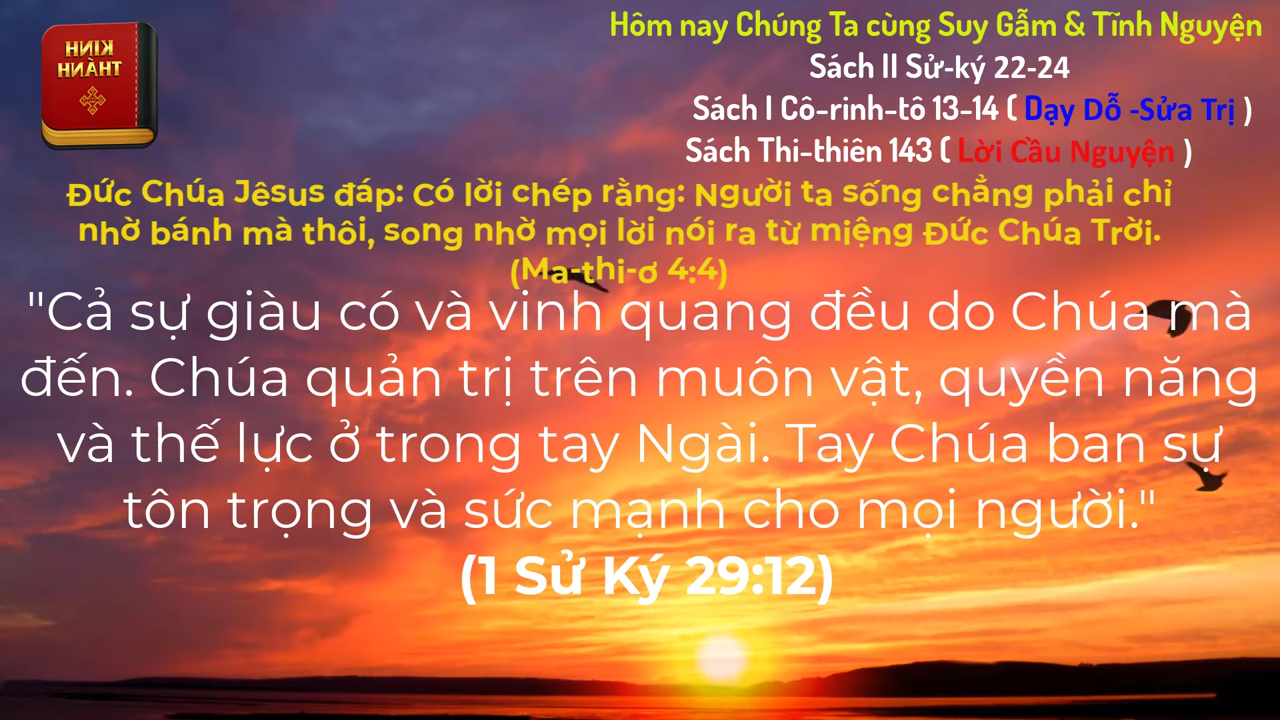 KINH
THÀNH
Hôm nay Chúng Ta cùng Suy Gẫm & Tĩnh Nguyện
Sách II Sử-ký 22-24
Sách I Cô-rinh-tô 13-14 ( Dạy Dỗ -Sửa Trị )
Sách Thi-thiên 143 ( Lời Cầu Nguyện )
Đức Chúa Jêsus đáp: Có lời chép rằng: Người ta sống chẳng phải chỉ
nhờ bánh mà thôi, song nhờ mọi lời nói ra từ miệng Đức Chúa Trời.
(Ma-thi-ơ 4:4)
"Cả sự giàu có và vinh quang đều do Chúa mà
đến. Chúa quản trị trên muôn vật, quyền năng
và thế lực ở trong tay Ngài. Tay Chúa ban sự
tôn trọng và sức mạnh cho mọi người."
(1 Sử Ký 29:12)